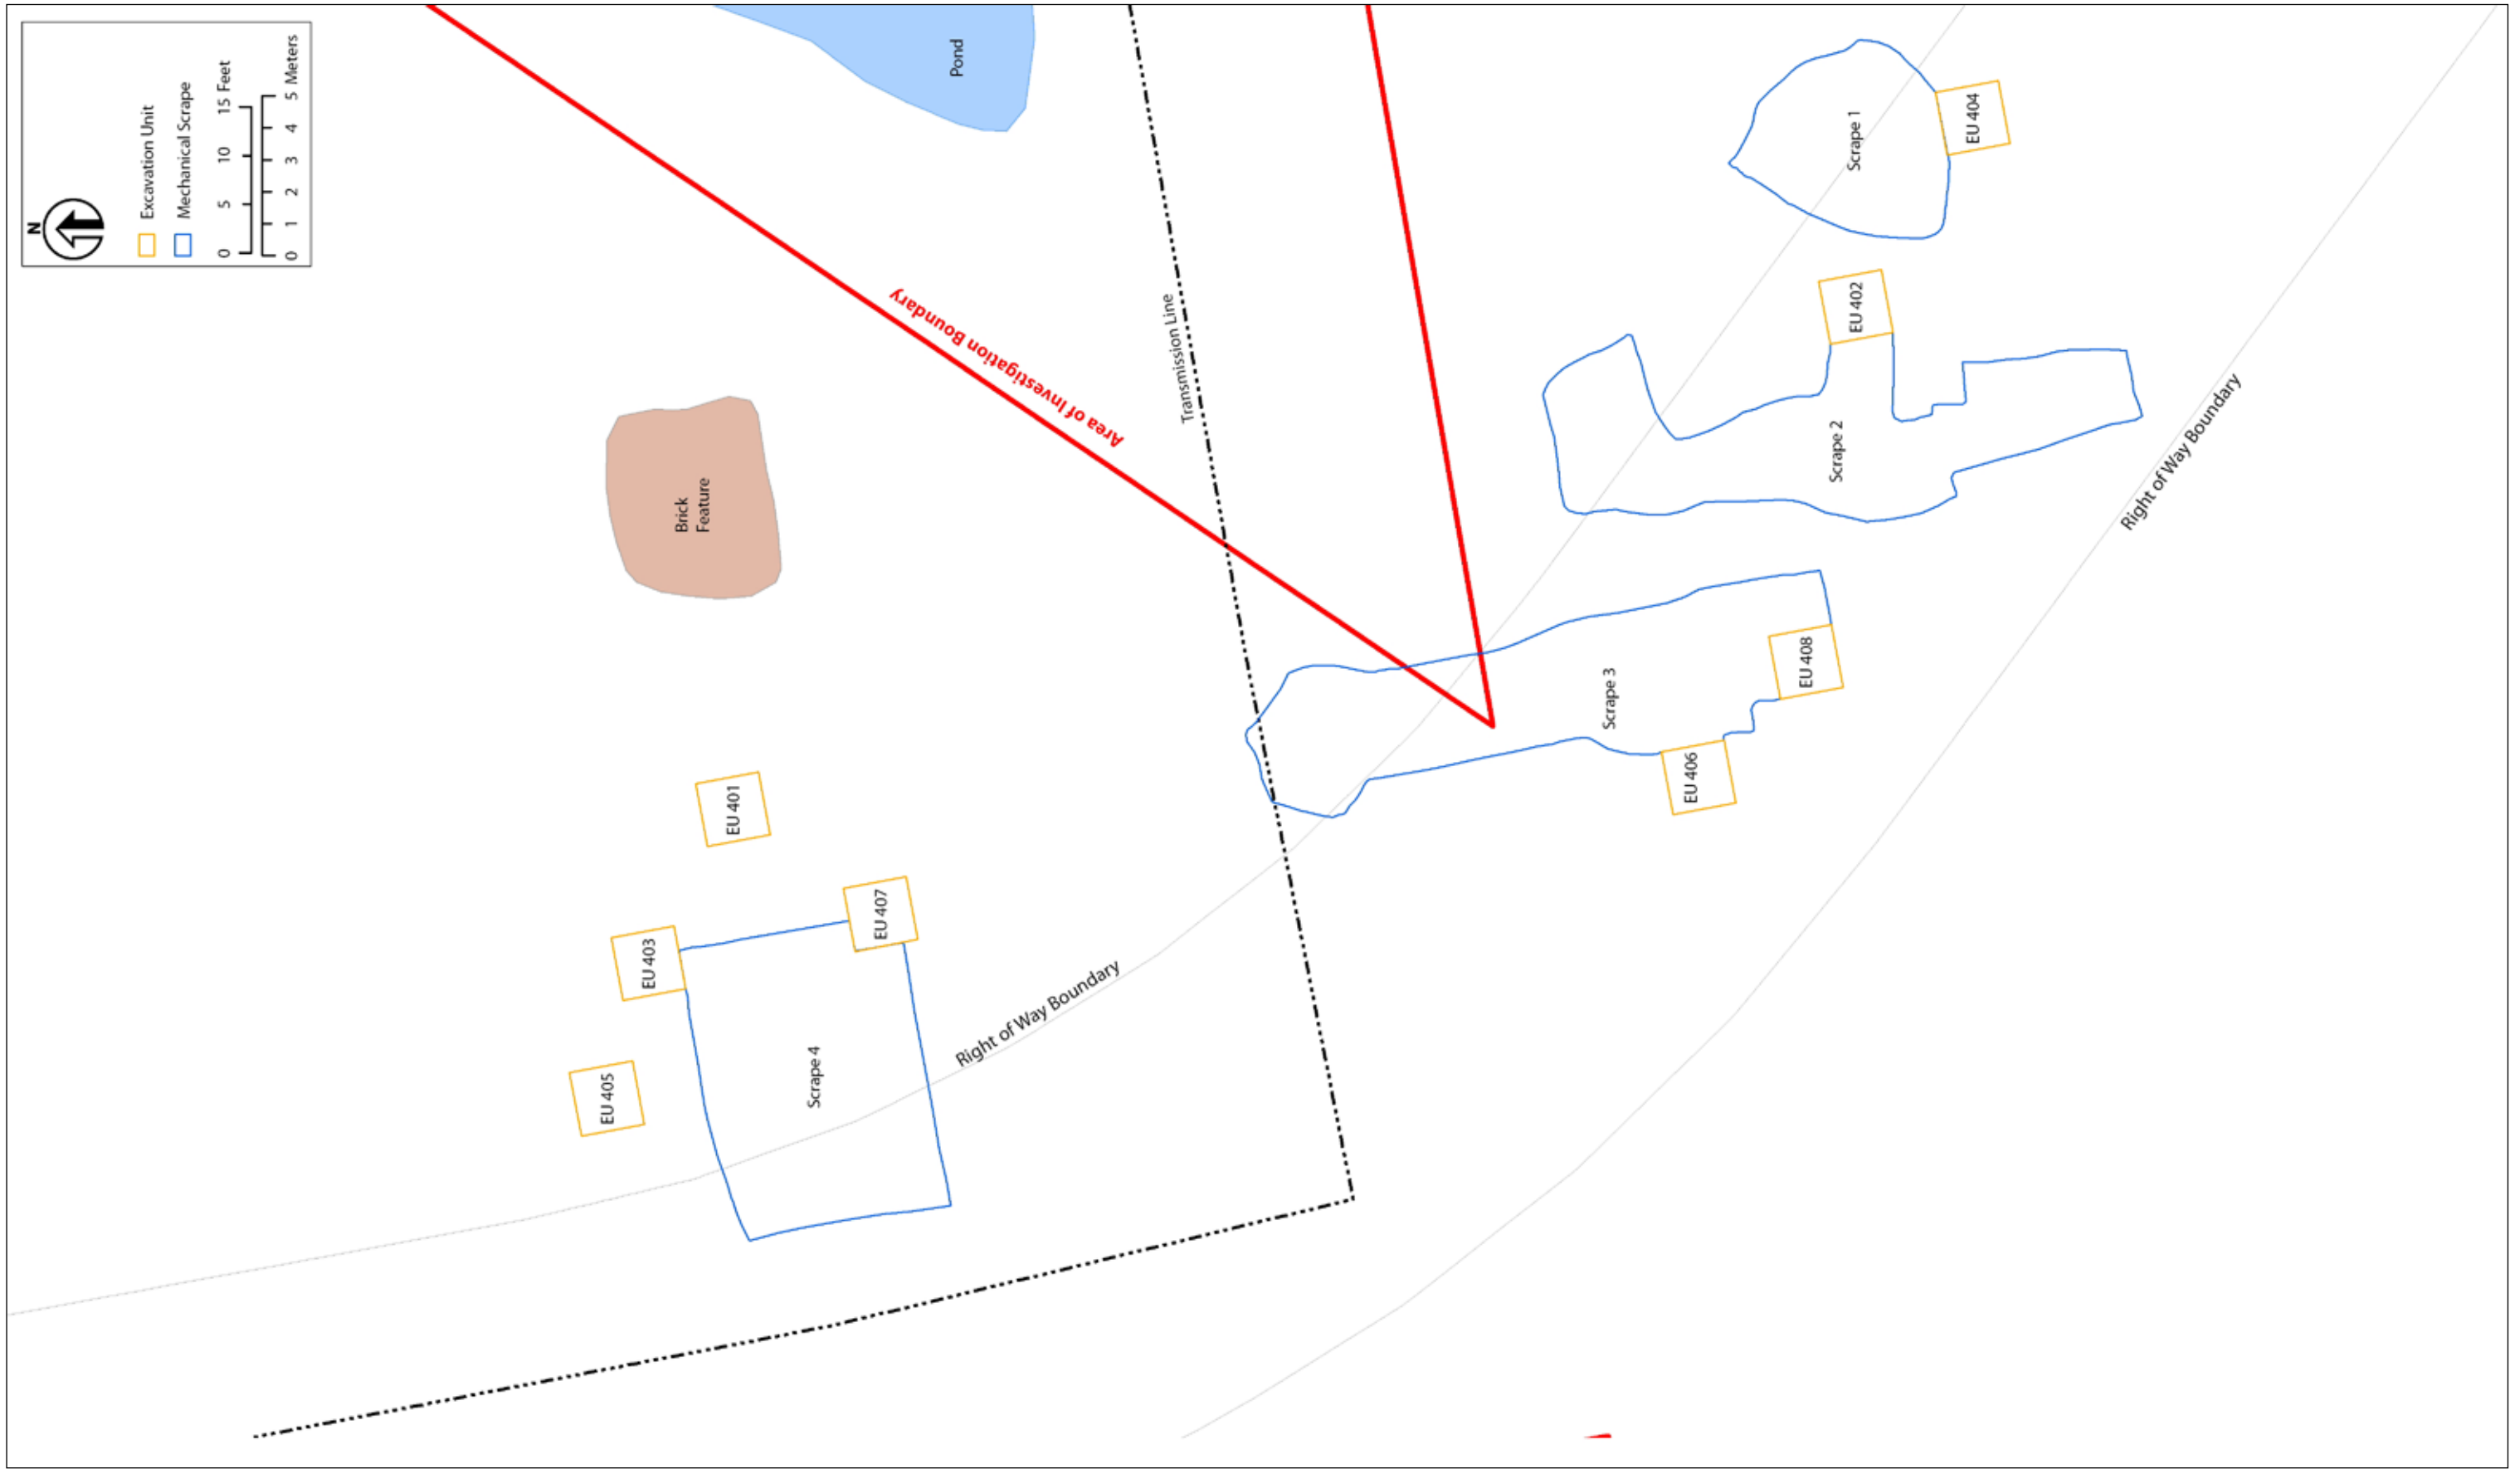 N
Excavation Unit
Mechanical Scrape
0 5 10 15 Feet
0 1 2 3 4 5 Meters
Brick
Feature
Pond
Area of Investigation Boundary
Transmission Line
EU 405
EU 403
EU 401
Scrape 4
EU 407
Right of Way Boundary
Scrape 3
EU 406
EU 408
Scrape 2
EU 402
Scrape 1
EU 404
Right of Way Boundary